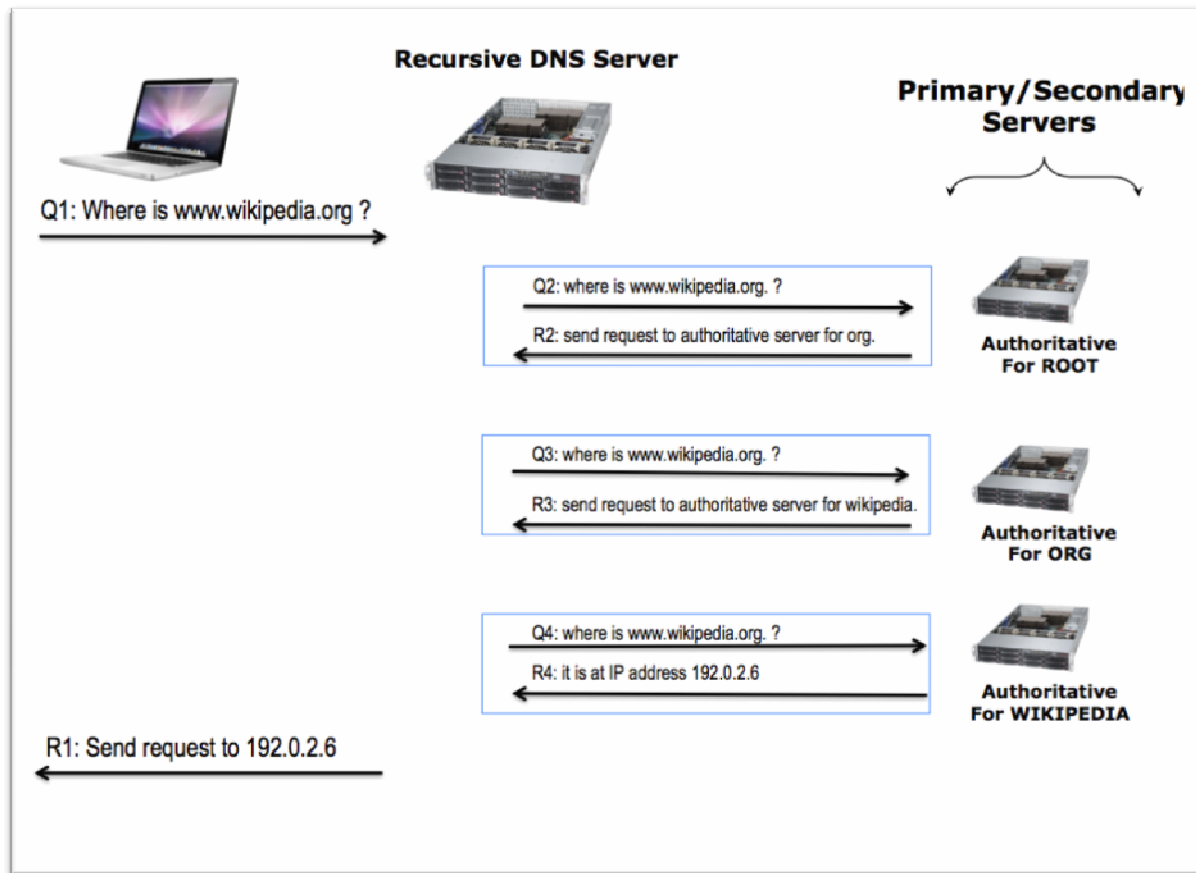 Recursive DNS Server
Primary/Secondary
Servers
Q1: Where is www.wikipedia.org ?
Q2: where is www.wikipedia.org. ?
R2: send request to authoritative server for org.
Authoritative
For ROOT
Q3: where is www.wikipedia.org. ?
R3: send request to authoritative server for wikipedia.
Authoritative
For ORG
Q4: where is www.wikipedia.org. ?
R4: it is at IP address 192.0.2.6
Authoritative
For WIKIPEDIA
R1: Send request to 192.0.2.6